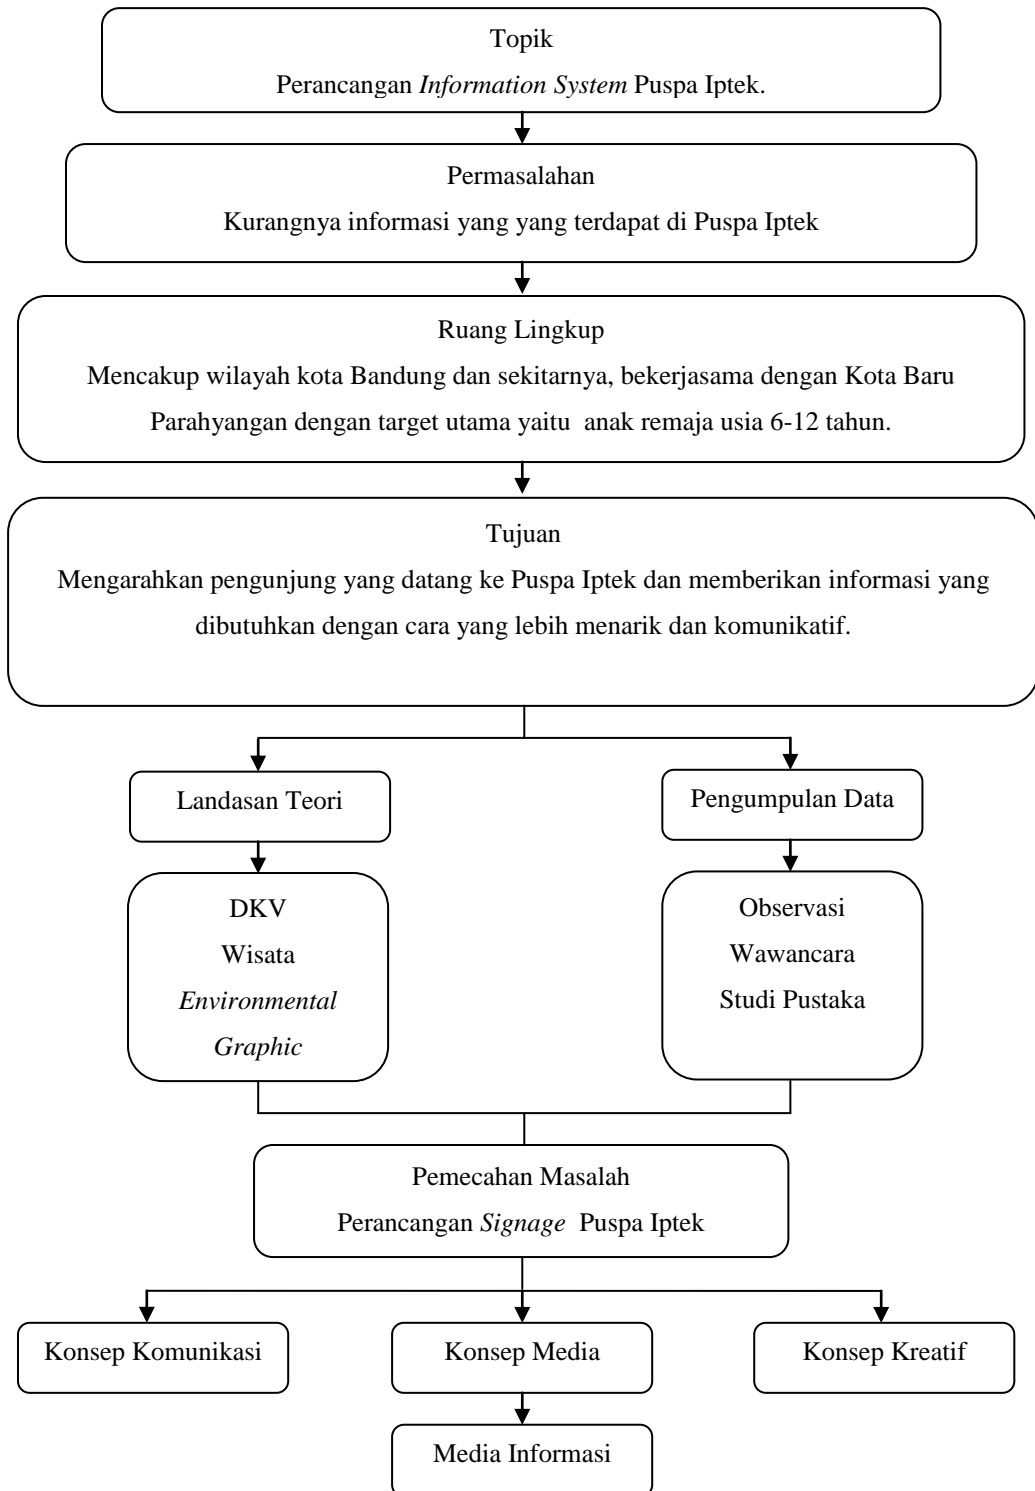 Topik
Perancangan Information System Puspa Iptek.
Permasalahan
Kurangnya informasi yang yang terdapat di Puspa Iptek
Ruang Lingkup
Mencakup wilayah kota Bandung dan sekitarnya, bekerjasama dengan Kota Baru
Parahyangan dengan target utama yaitu anak remaja usia 6-12 tahun.
Tujuan
Mengarahkan pengunjung yang datang ke Puspa Iptek dan memberikan informasi yang
dibutuhkan dengan cara yang lebih menarik dan komunikatif.
Landasan Teori
Pengumpulan Data
DKV
Wisata
Environmental
Graphic
Observasi
Wawancara
Studi Pustaka
Pemecahan Masalah
Perancangan Signage Puspa Iptek
Konsep Komunikasi
Konsep Media
Konsep Kreatif
Media Informasi